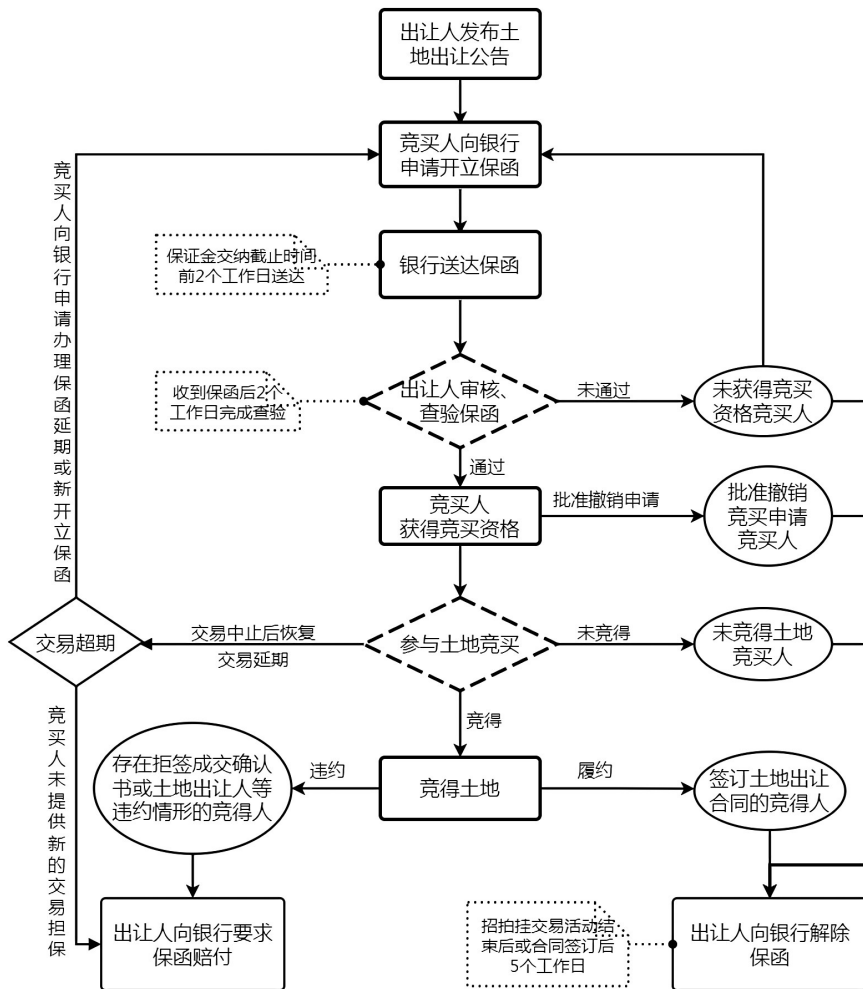 出让人发布土
地出让公告
竞买人向银行
申请开立保函
竞买人向银行申请办理保函延期或新开立保函
保证金交纳截止时间
前2个工作日送达
银行送达保函
收到保函后2个
工作日完成查验
出让人审核、
查验保函
未通过
未获得竞买
资格竞买人
通过
竞买人
获得竞买资格
批准撤销申请
批准撤销
竞买申请
竞买人
交易超期
交易中止后恢复
交易延期
参与土地竞买
未竞得
未竞得土地
竞买人
竞得
竞买人未提供新的交易担保
存在拒签成交确认
书或土地出让人等
违约情形的竞得人
违约
竞得土地
履约
签订土地出让
合同的竞得人
出让人向银行要求
保函赔付
招拍挂交易活动结
束后或合同签订后
5个工作日
出让人向银行解除
保函